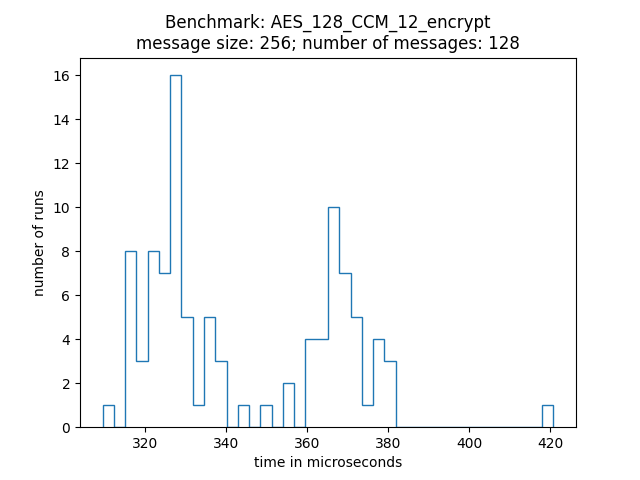 Benchmark: AES_128_CCM_12_encrypt
message size: 256; number of messages: 128
16
14
12
10
8
6
4
2
0
number of runs
320 340 360 380 400 420
time in microseconds